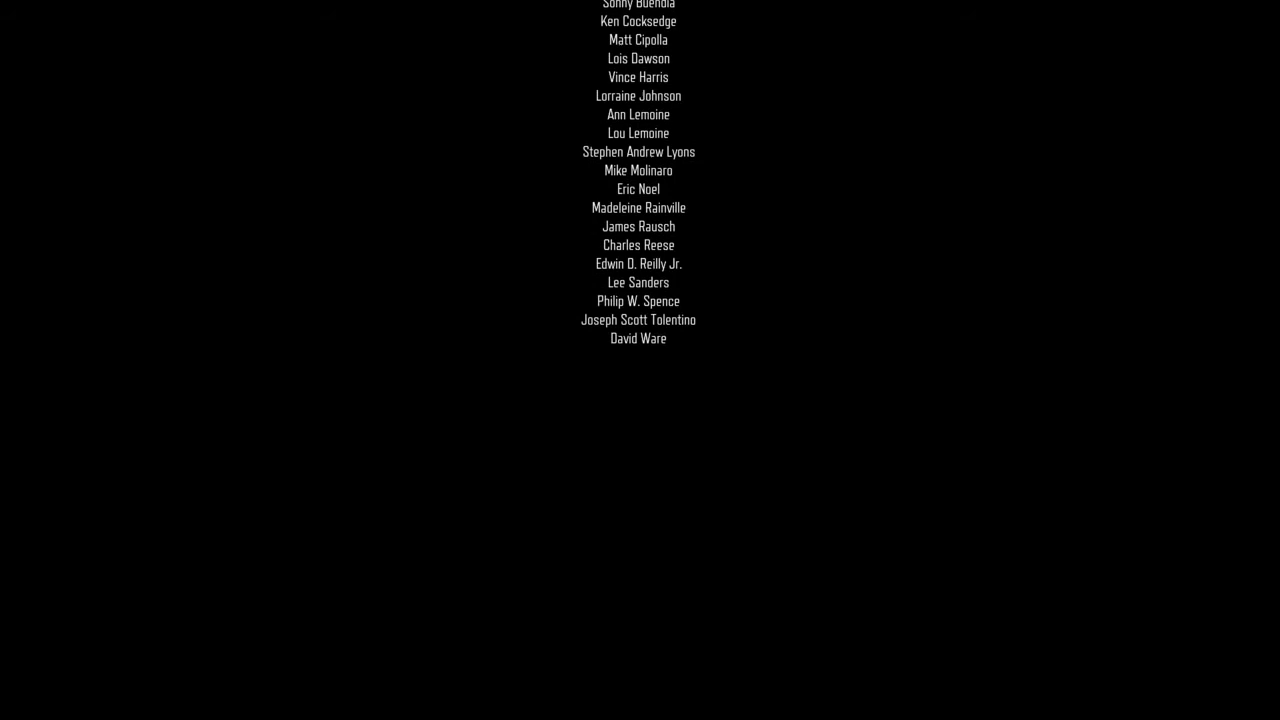 Sonny Buendia
Ken Cocksedge
Matt Cipolla
Lois Dawson
Vince Harris
Lorraine Johnson
Ann Lemoine
Lou Lemoine
Stephen Andrew Lyons
Mike Molinaro
Eric Noel
Madeleine Rainville
James Rausch
Charles Reese
Edwin D. Reilly Jr.
Lee Sanders
Philip W. Spence
Joseph Scott Tolentino
David Ware